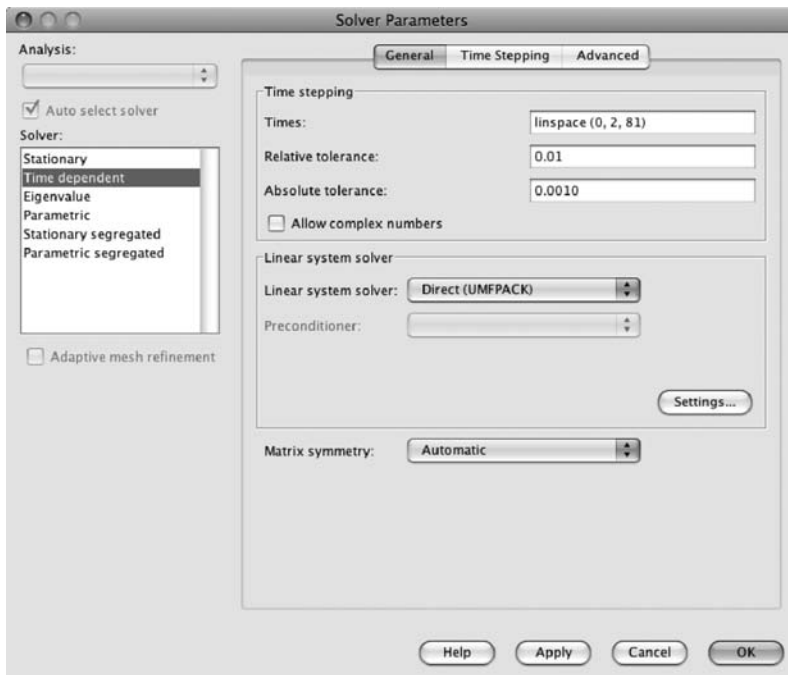 Solver Parameters
Analysis:
Auto select solver
Solver:
Stationary
Time dependent
Eigenvalue
Parametric
Stationary segregated
Parametric segregated
Adaptive mesh refinement
General Time Stepping Advanced
Time stepping
Times: linspace (0, 2, 81)
Relative tolerance: 0.01
Absolute tolerance: 0.0010
Allow complex numbers
Linear system solver
Linear system solver: Direct (UMFPACK)
Preconditioner:
Settings...
Matrix symmetry: Automatic
Help Apply Cancel OK